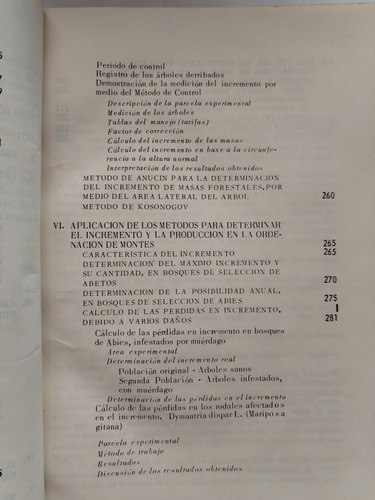 Periodo de control
Registro de los árboles derribados
Demostración de la medición del incremento por
medio del Método de Control
Descripción de la parcela experimental
Medición de los árboles
Tablas del manejo (tarifas)
Factor de corrección
Cálculo del incremento de las masas
Cálculo del incremento en base a la circunfe-
rencia a la altura normal
Interpretación de los resultados obtenidos
METODO DE ANUCIN PARA LA DETERMINACION
DEL INCREMENTO DE MASAS FORESTALES, POR
MEDIO DEL AREA LATERAL DEL ARBOL 260
METODO DE KOSONOGOV
VI. APLICACION DE LOS METODOS PARA DETERMINAR
EL INCREMENTO Y LA PRODUCCION EN LA ORDE-
NACION DE MONTES 265
CARACTERISTICA DEL INCREMENTO 265
DETERMINACION DEL MAXIMO INCREMENTO Y
SU CANTIDAD, EN BOSQUES DE SELECCION DE
ABETOS 270
DETERMINACION DE LA POSIBILIDAD ANUAL,
EN BOSQUES DE SELECCION DE ABIES 275
CALCULO DE LAS PERDIDAS EN INCREMENTO,
DEBIDO A VARIOS DAÑOS 281
Cálculo de las pérdidas en incremento en bosques
de Abies, infestados por muérdago
Area experimental
Determinación del incremento real
Población original - Arboles sanos
Segunda Población - Arboles infestados,
con muérdago
Determinación de las pérdidas en el incremento
Cálculo de las pérdidas en los rodales afectados
en el incremento. Dymantria dispar L. (Mariposa
gitana)
Parcela experimental
Método de trabajo
Resultados
Discusión de los resultados obtenidos